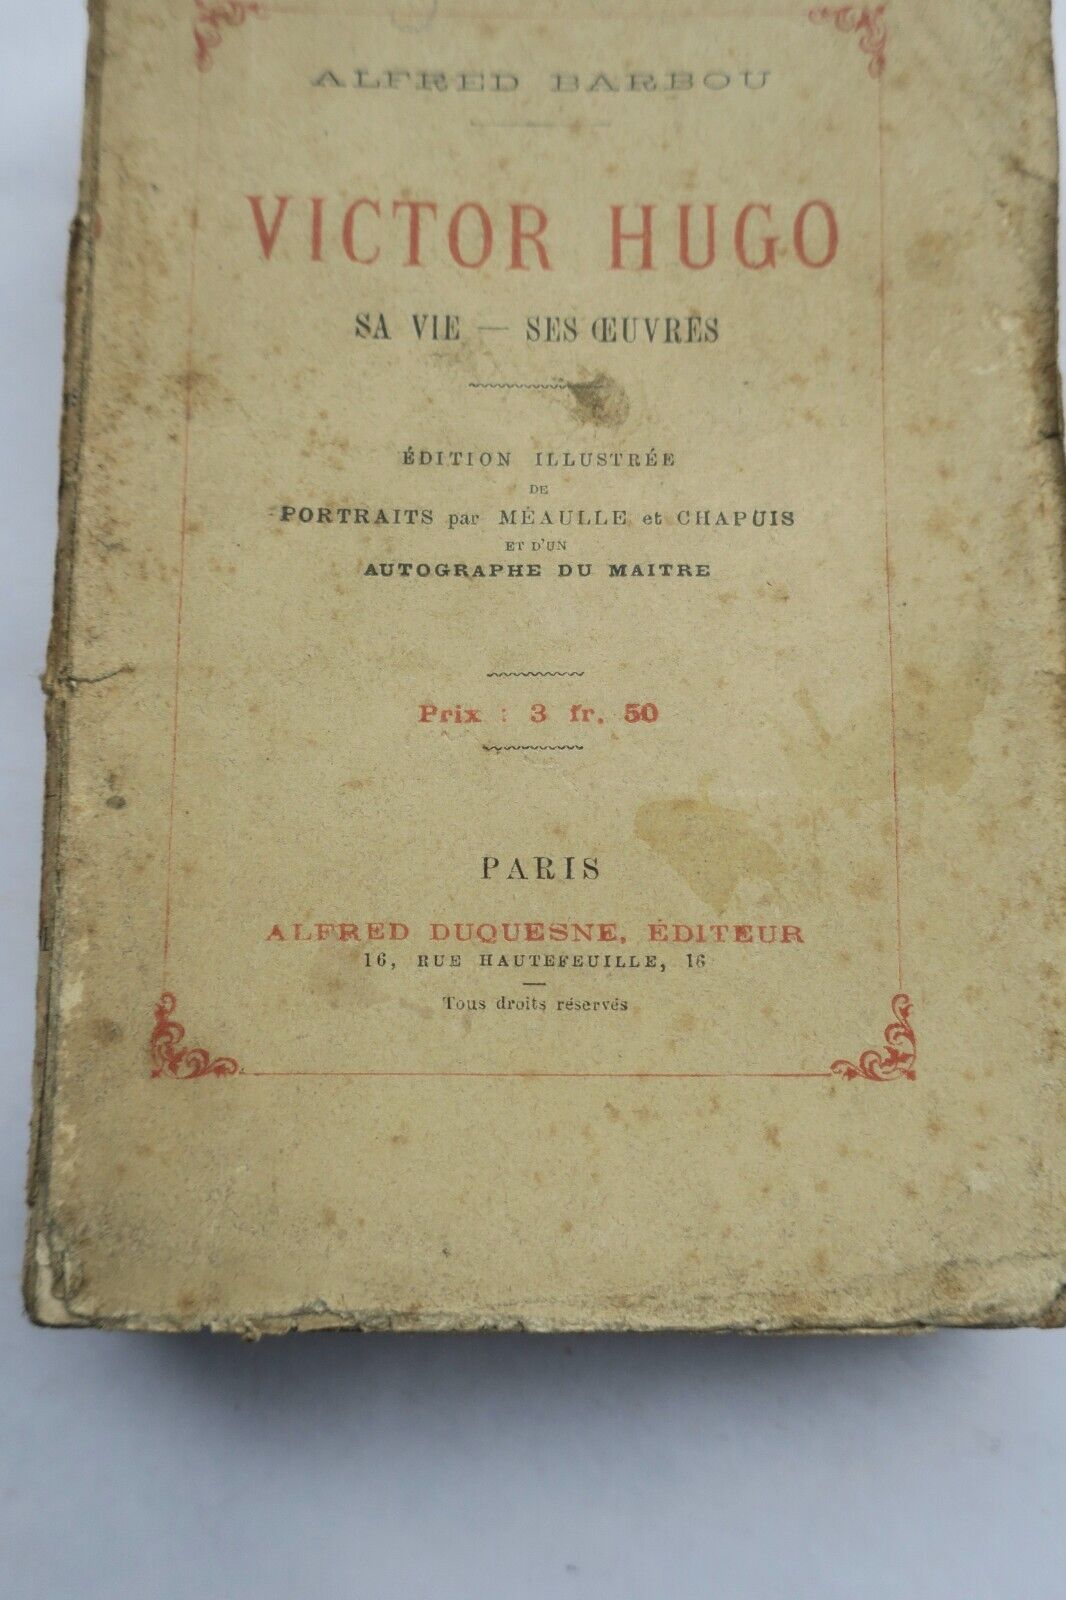 ALFRED BARBOU
VICTOR HUGO
SA VIE — SES ŒUVRES
ÉDITION ILLUSTRÉE
DE
PORTRAITS par MÉAULLE et CHAPUIS
ET D'UN
AUTOGRAPHE DU MAITRE
Prix : 3 fr. 50
PARIS
ALFRED DUQUESNE, ÉDITEUR
16, RUE HAUTEFEUILLE, 16
Tous droits réservés